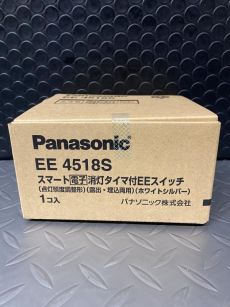 Panasonic
EE 4518S
スマート電子消灯タイマ付EEスイッチ
(点灯照度調整形)(露出・埋込両用)(ホワイトシルバー)
1コ入
パナソニック株式会社